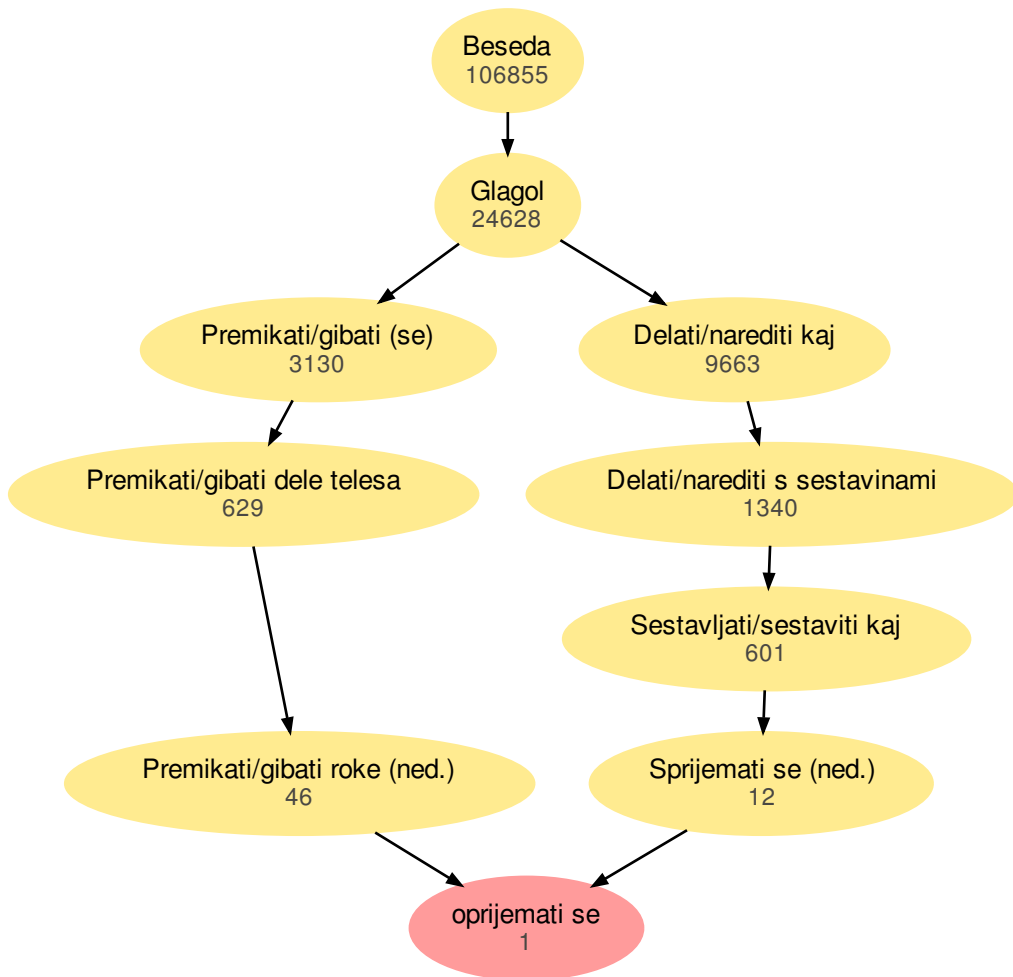 Beseda
106855
Glagol
24628
Premikati/gibati (se)
3130
Delati/narediti kaj
9663
Premikati/gibati dele telesa
629
Delati/narediti s sestavinami
1340
Sestavljati/sestaviti kaj
601
Premikati/gibati roke (ned.)
46
Sprijemati se (ned.)
12
oprijemati se
1